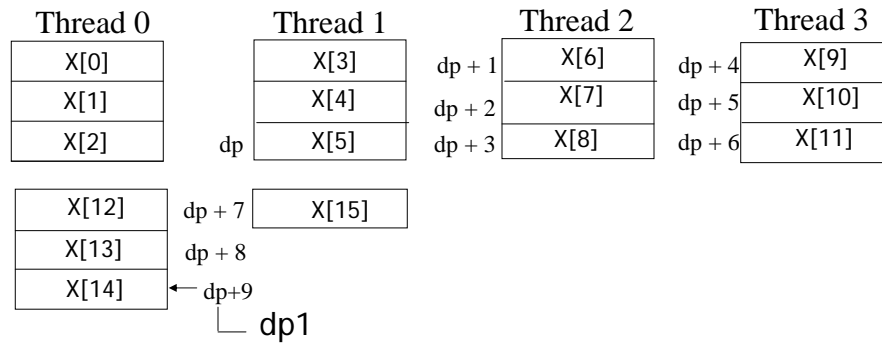 Thread 0 Thread 1 Thread 2 Thread 3
X[0] X[3] dp + 1 X[6] dp + 4 X[9]
X[1] X[4] dp + 2 X[7] dp + 5 X[10]
X[2] dp X[5] dp + 3 X[8] dp + 6 X[11]
X[12] dp + 7 X[15]
X[13] dp + 8
X[14] dp+9
dp1